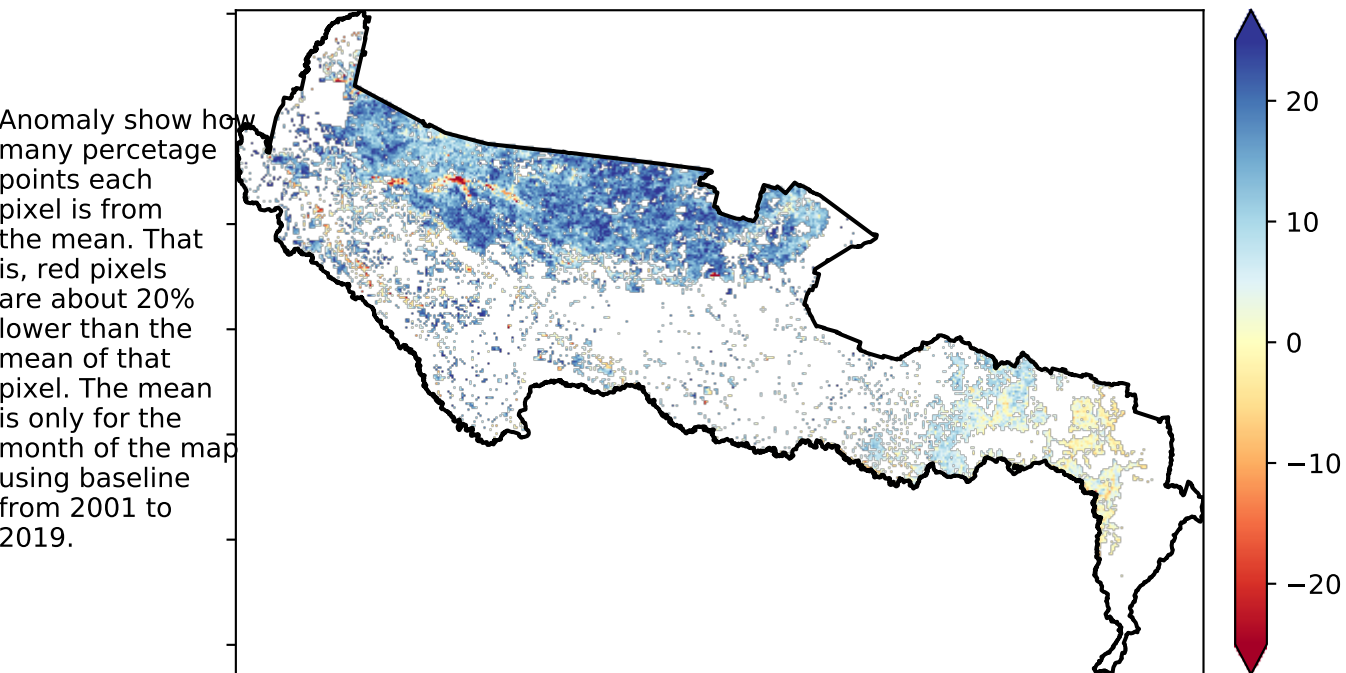 Anomaly show how
many percetage
points each
pixel is from
the mean. That
is, red pixels
are about 20%
lower than the
mean of that
pixel. The mean
is only for the
month of the map
using baseline
from 2001 to
2019.
20
10
0
−10
−20